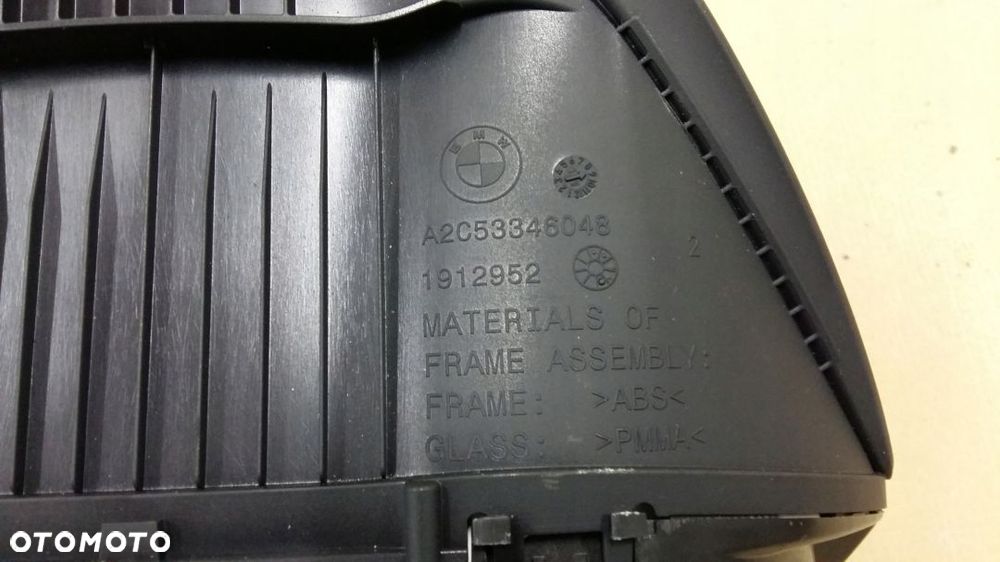 BMW
A2C53346048
1912952
2
MATERIALS OF
FRAME ASSEMBLY:
FRAME: >ABS<
GLASS: >PMMA<
OTOMOTO